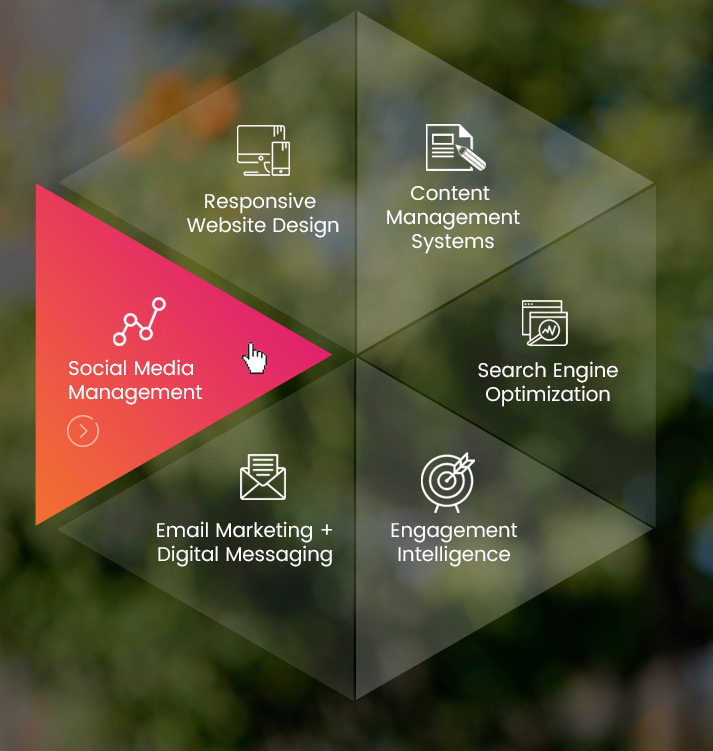 Responsive
Website Design
Content
Management
Systems
Social Media
Management
Search Engine
Optimization
Email Marketing +
Digital Messaging
Engagement
Intelligence